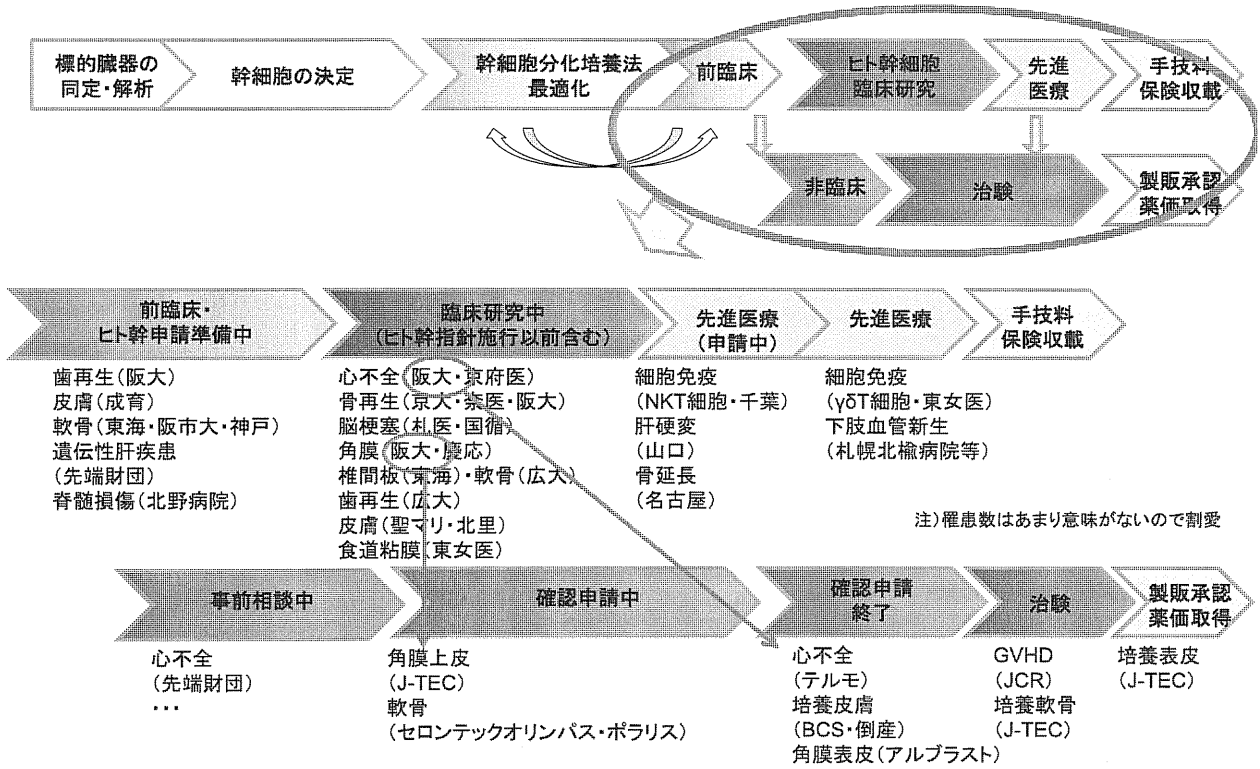 標的臓器の
同定・解析
幹細胞の決定
幹細胞分化培養法
最適化
前臨床
ヒト幹細胞
臨床研究
先進
医療
手技料
保険収載
非臨床
治験
製販承認
薬価取得
前臨床・
ヒト幹申請準備中
臨床研究中
(ヒト幹指針施行以前含む)
先進医療
(申請中)
先進医療
手技料
保険収載
歯再生(阪大)
皮膚(成育)
軟骨(東海・阪市大・神戸)
遺伝性肝疾患
(先端財団)
脊髄損傷(北野病院)
心不全(阪大・京府医)
骨再生(京大・奈医・阪大)
脳梗塞(札医・国循)
角膜(阪大・慶応)
椎間板(東海)・軟骨(広大)
歯再生(広大)
皮膚(聖マリ・北里)
食道粘膜(東女医)
細胞免疫
(NKT細胞・千葉)
肝硬変
(山口)
骨延長
(名古屋)
細胞免疫
(γδT細胞・東女医)
下肢血管新生
(札幌北楡病院等)
注)罹患数はあまり意味がないので割愛
事前相談中
確認申請中
確認申請
終了
治験
製販承認
薬価取得
心不全
(先端財団)
…
角膜上皮
(J-TEC)
軟骨
(セロンテックオリンパス・ポラリス)
心不全
(テルモ)
培養皮膚
(BCS・倒産)
角膜表皮(アルブラスト)
GVHD
(JCR)
培養軟骨
(J-TEC)
培養表皮
(J-TEC)